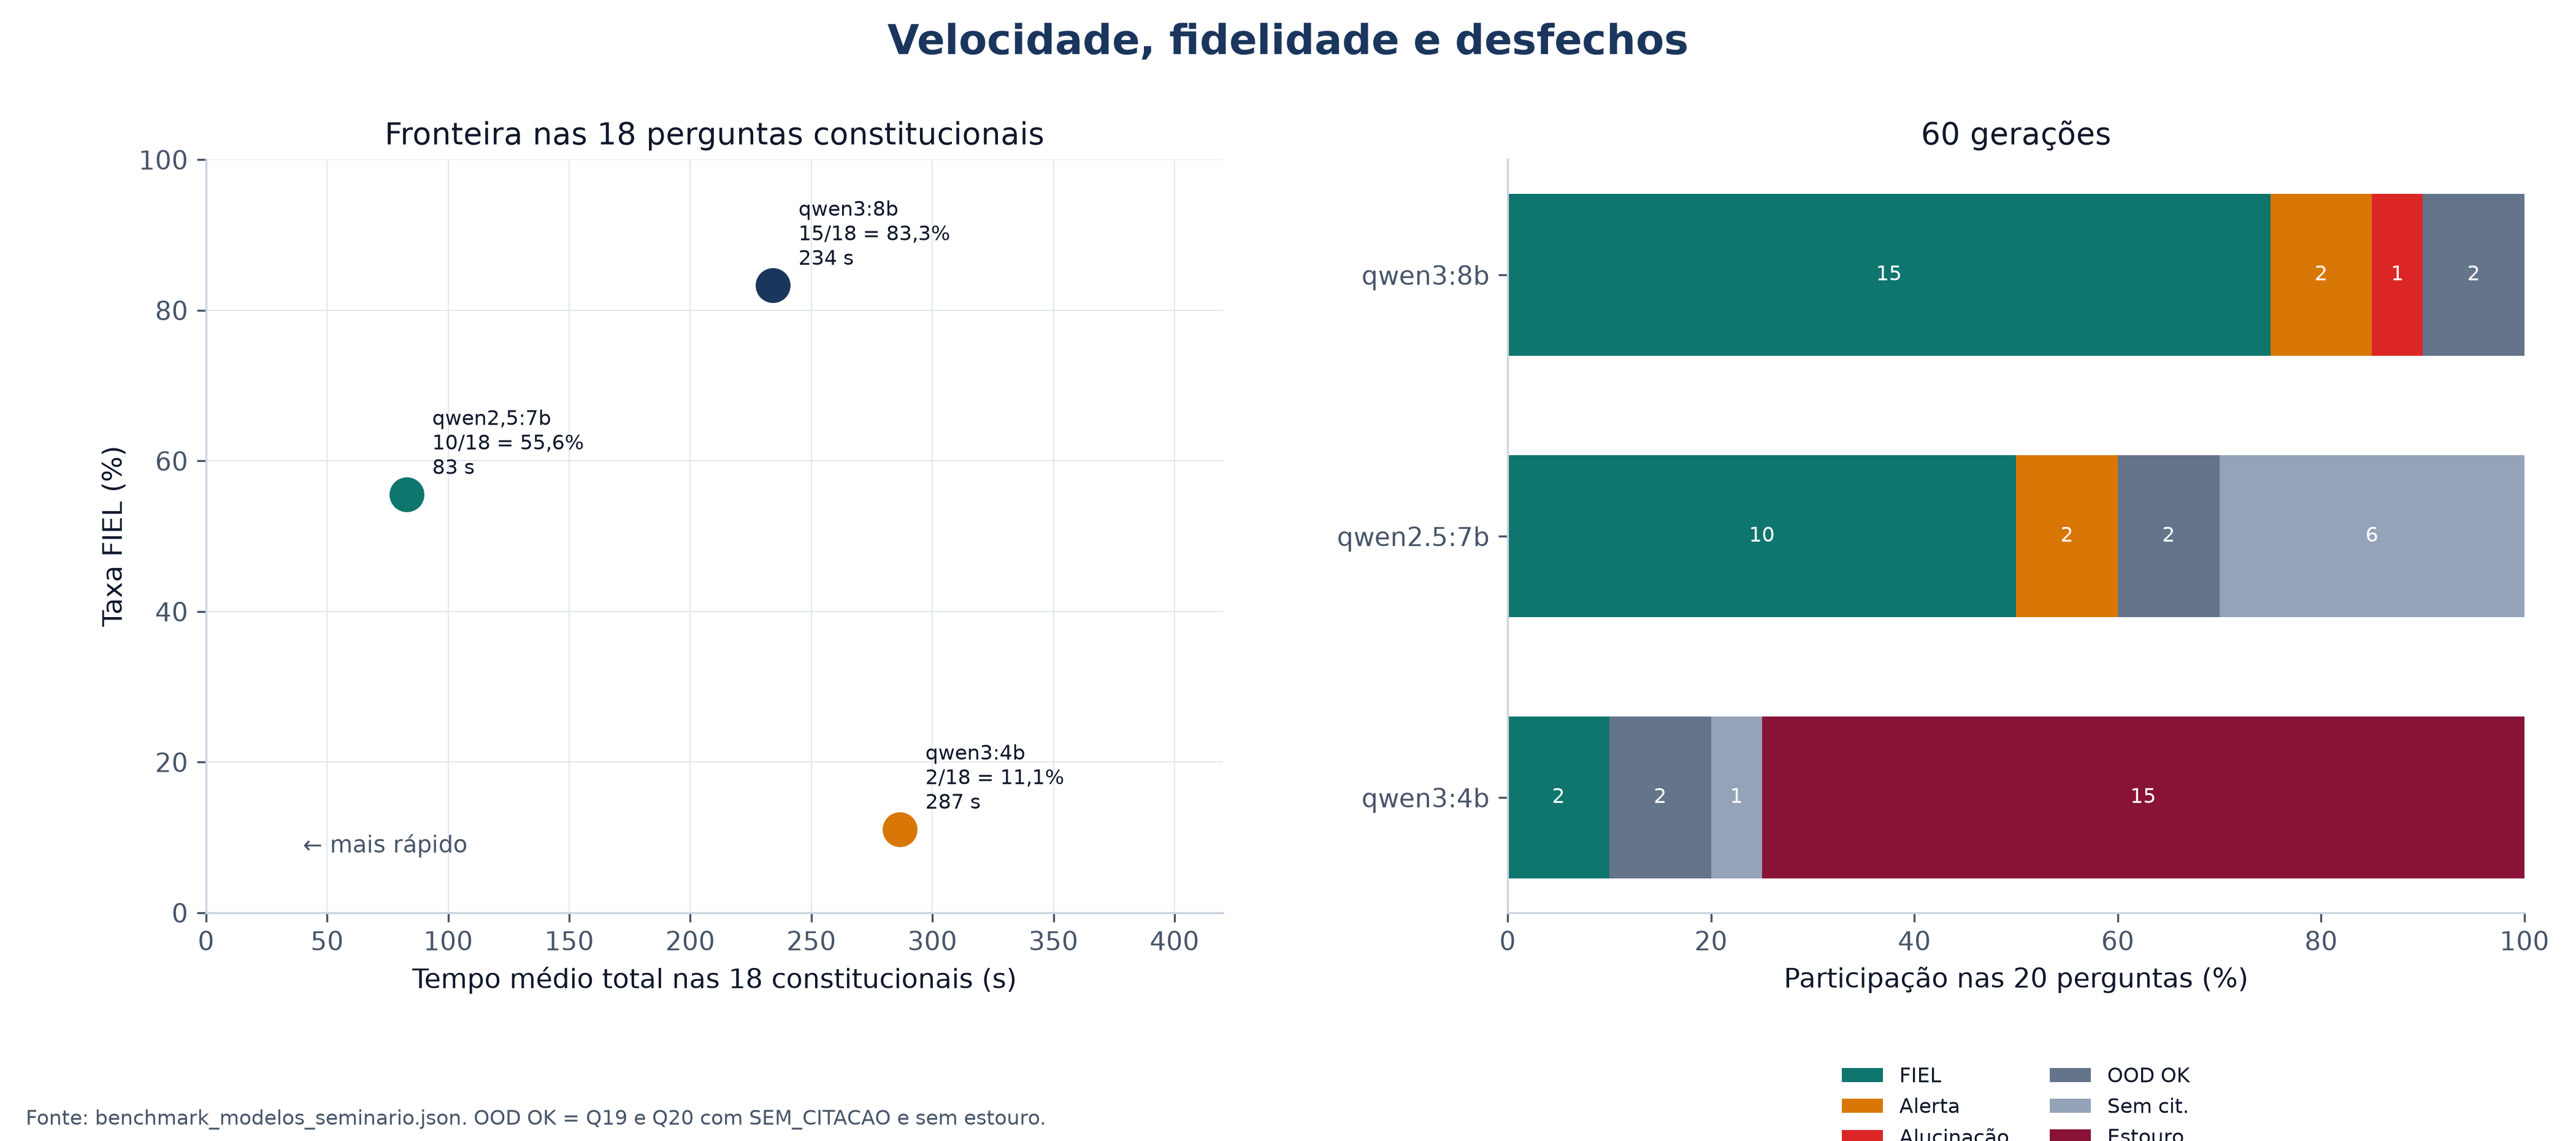 Velocidade, fidelidade e desfechos
Fronteira nas 18 perguntas constitucionais
100
80
60
40
20
0
Taxa FIEL (%)
qwen3:8b
15/18 = 83,3%
234 s
qwen2,5:7b
10/18 = 55,6%
83 s
qwen3:4b
2/18 = 11,1%
287 s
← mais rápido
0 50 100 150 200 250 300 350 400
Tempo médio total nas 18 constitucionais (s)
60 gerações
qwen3:8b 15 2 1 2
qwen2.5:7b 10 2 2 6
qwen3:4b 2 2 1 15
0 20 40 60 80 100
Participação nas 20 perguntas (%)
FIEL
Alerta
Alucinação
OOD OK
Sem cit.
Estouro
Fonte: benchmark_modelos_seminario.json. OOD OK = Q19 e Q20 com SEM_CITACAO e sem estouro.